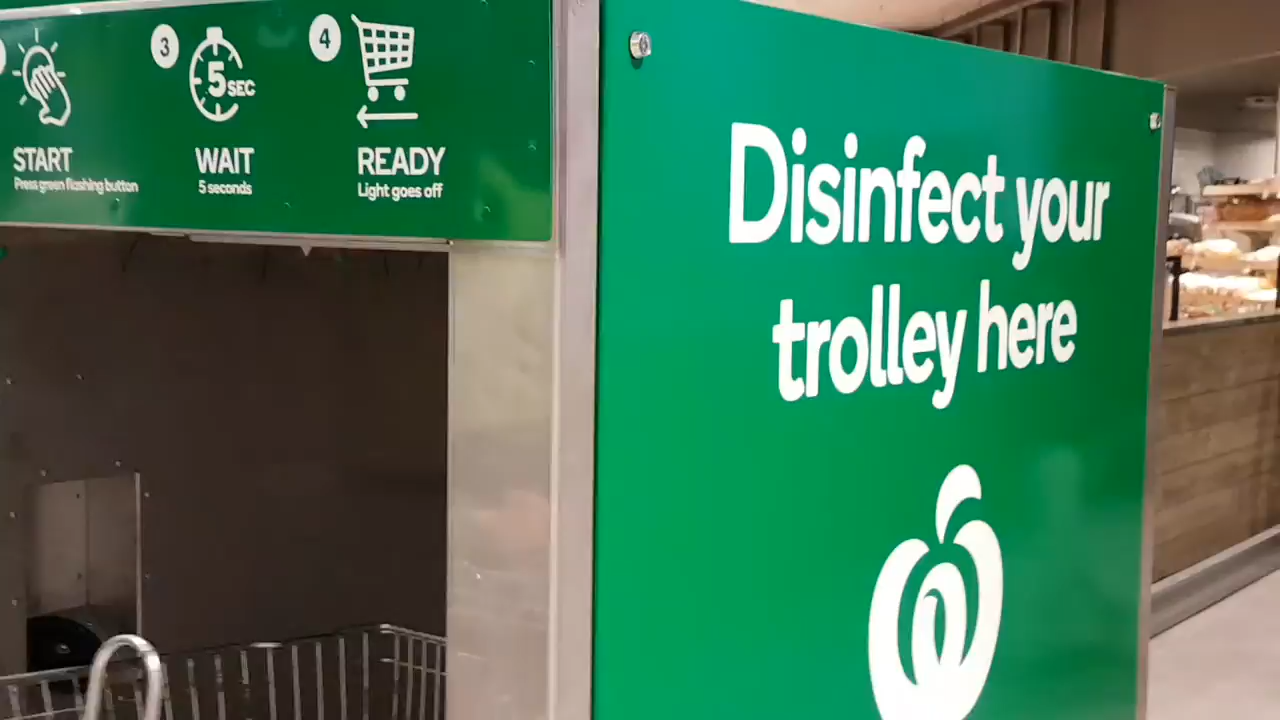 3
5 SEC
4
START
Press green flashing button
WAIT
5 seconds
READY
Light goes off
Disinfect your
trolley here